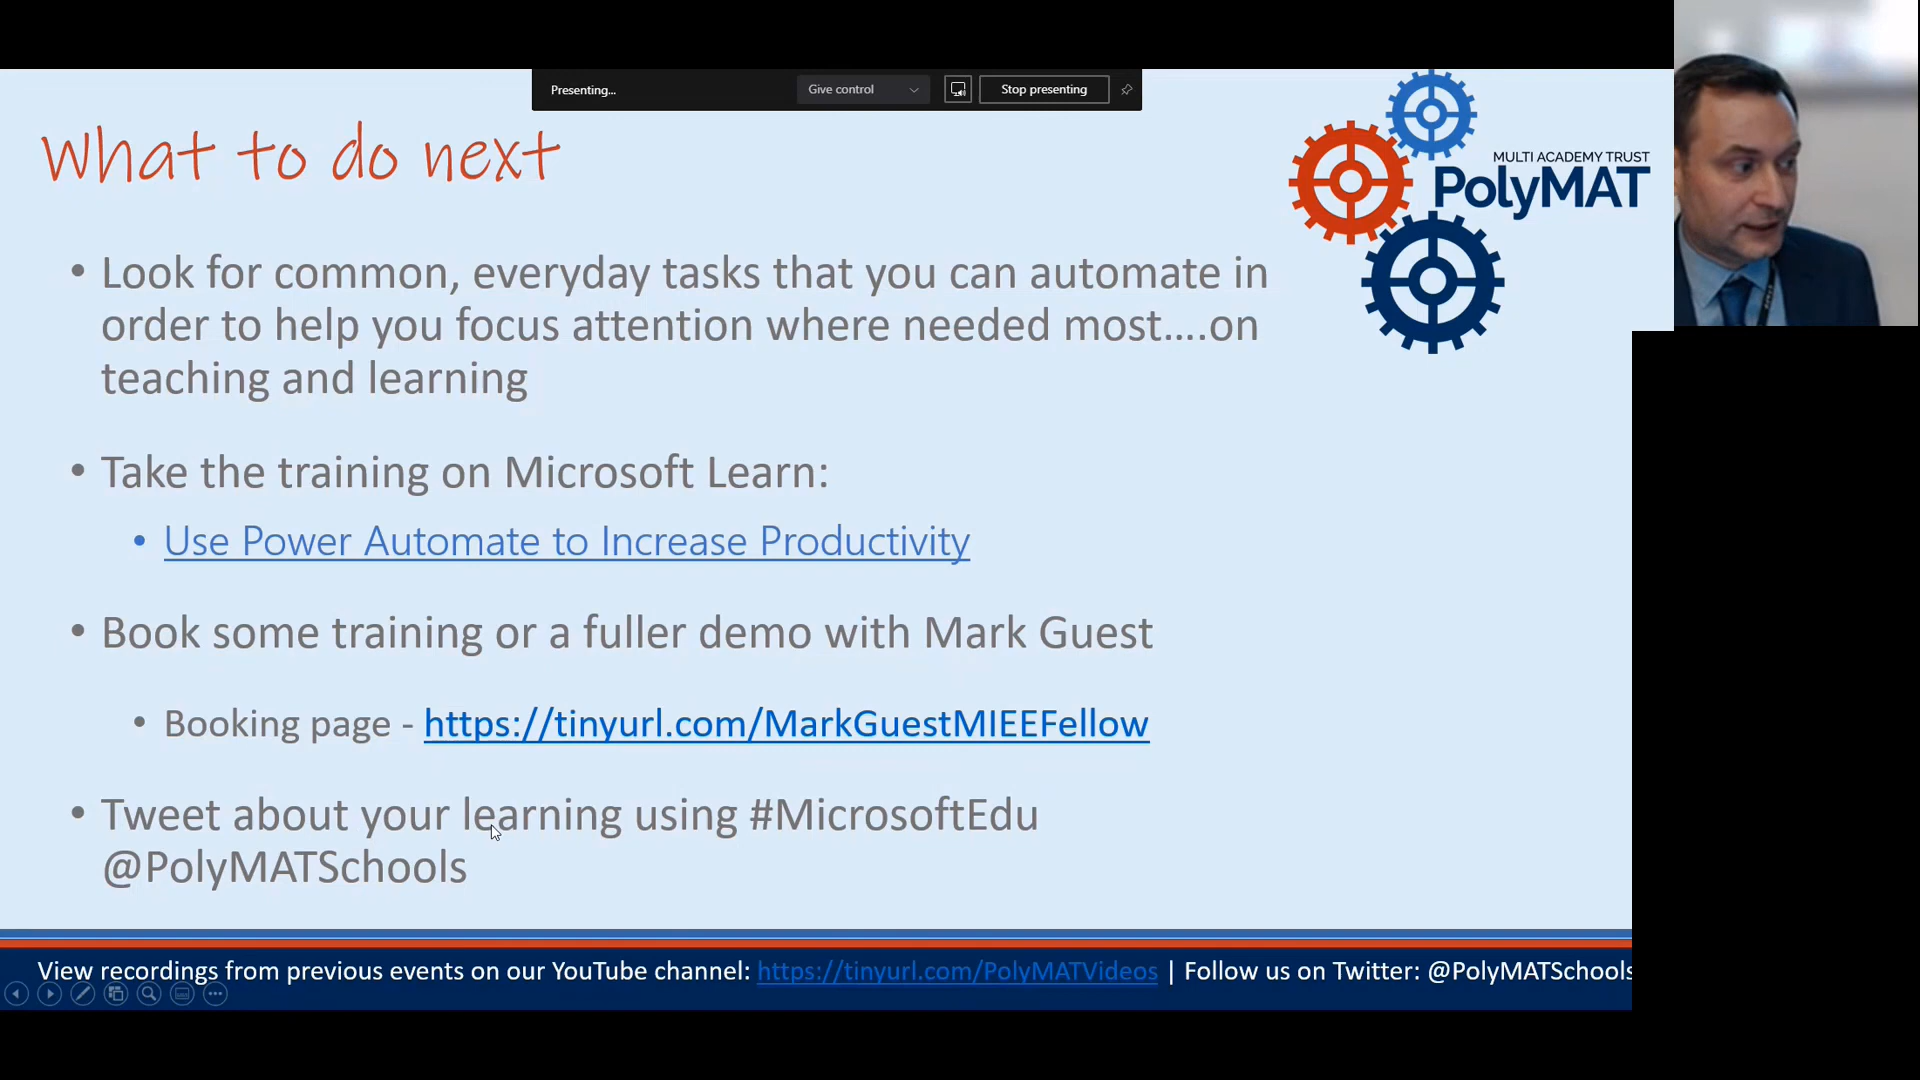 Presenting...
Give control
Stop presenting
What to do next
MULTI ACADEMY TRUST
PolyMAT
• Look for common, everyday tasks that you can automate in
order to help you focus attention where needed most....on
teaching and learning
• Take the training on Microsoft Learn:
• Use Power Automate to Increase Productivity
• Book some training or a fuller demo with Mark Guest
• Booking page - https://tinyurl.com/MarkGuestMIEEFellow
• Tweet about your learning using #MicrosoftEdu
@PolyMATSchools
View recordings from previous events on our YouTube channel: https://tinyurl.com/PolyMATVideos | Follow us on Twitter: @PolyMATSchools